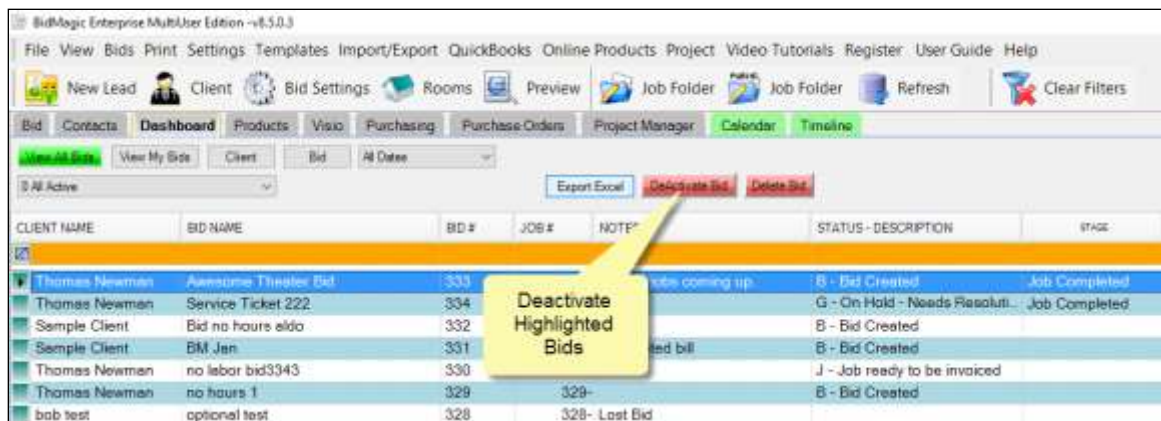 BidMagic Enterprise MultiUser Edition -v8.5.0.3
File View Bids Print Settings Templates Import/Export QuickBooks Online Products Project Video Tutorials Register User Guide Help
New Lead Client Bid Settings Rooms Preview Job Folder PUBLIC Job Folder Refresh Clear Filters
Bid Contacts Dashboard Products Visio Purchasing Purchase Orders Project Manager Calendar Timeline
View All Bids View My Bids Client Bid All Dates
0 All Active Export Excel DeActivate Bid Delete Bid
CLIENT NAME BID NAME BID # JOB # NOTES STATUS - DESCRIPTION STAGE
Thomas Newman Awesome Theater Bid 333 jobs coming up. B - Bid Created Job Completed
Thomas Newman Service Ticket 222 334 G - On Hold - Needs Resoluti... Job Completed
Sample Client Bid no hours aldo 332 B - Bid Created
Sample Client BM Jen 331 ted bill B - Bid Created
Thomas Newman no labor bid3343 330 J - Job ready to be invoiced
Thomas Newman no hours 1 329 329- B - Bid Created
bob test optional test 328 328- Lost Bid
Deactivate
Highlighted
Bids